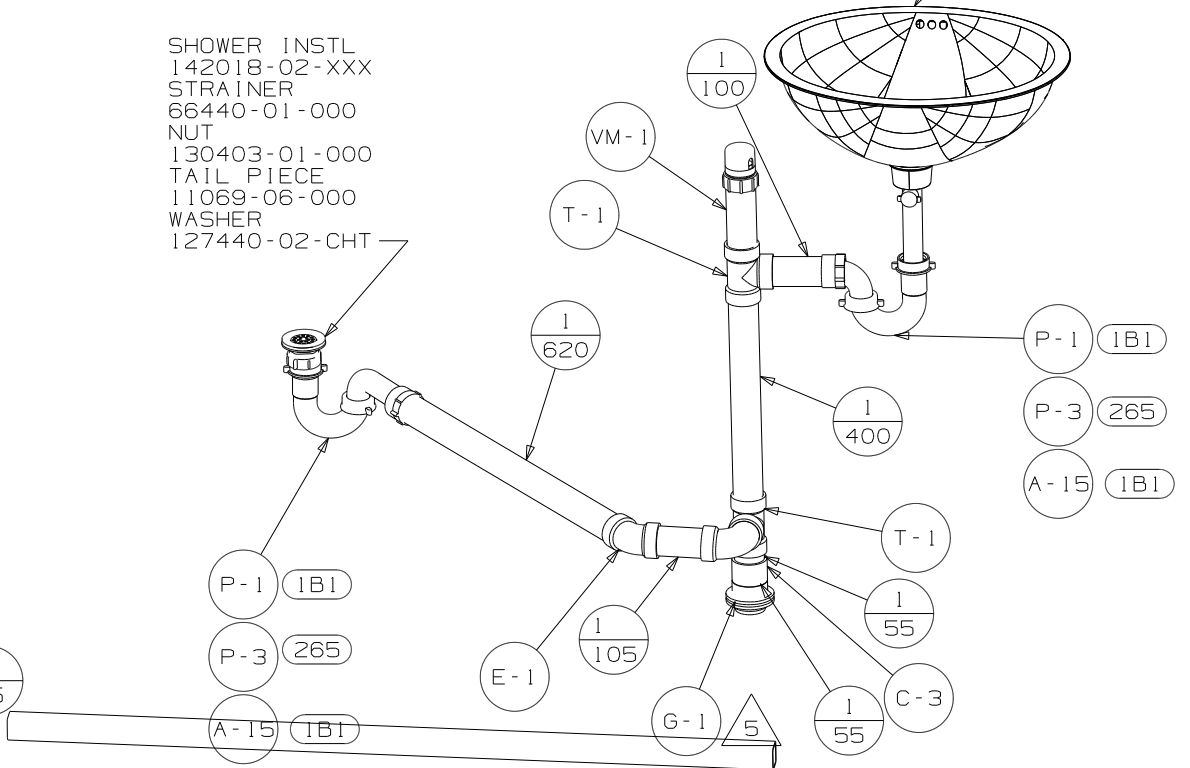 SHOWER INSTL
142018-02-XXX
STRAINER
66440-01-000
NUT
130403-01-000
TAIL PIECE
11069-06-000
WASHER
127440-02-CHT
1
100
VM-1
T-1
1
620
P-1 1B1
P-3 265
A-15 1B1
1
400
T-1
1
55
C-3
1
55
5
G-1
1
105
E-1
P-1 1B1
P-3 265
A-15 1B1